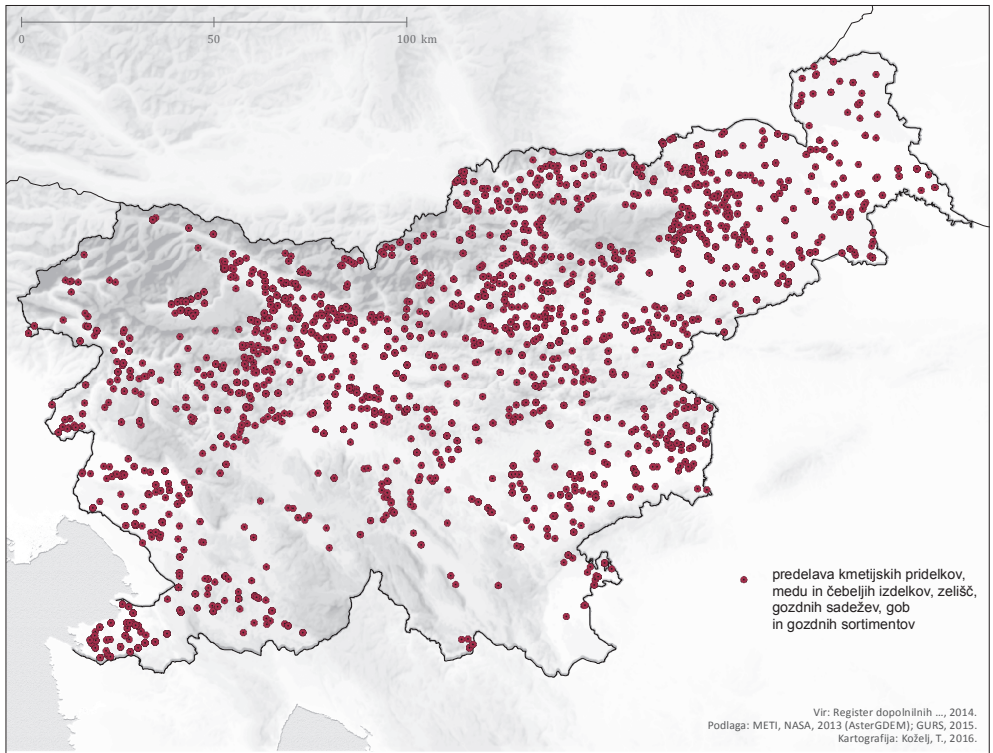 0 50 100 km
predelava kmetijskih pridelkov,
medu in čebeljih izdelkov, zelišč,
gozdnih sadežev, gob
in gozdnih sortimentov
Vir: Register dopolnilnih ..., 2014.
Podlaga: METI, NASA, 2013 (AsterGDEM); GURS, 2015.
Kartografija: Koželj, T., 2016.